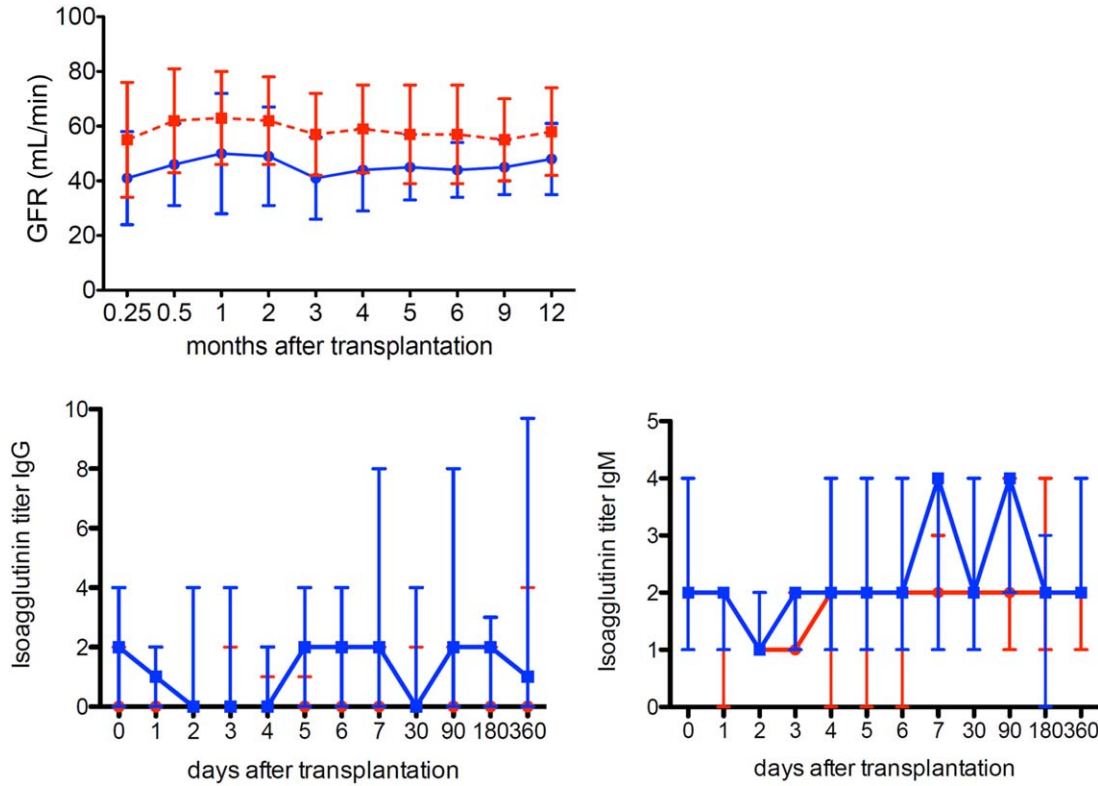 100
80
60
40
20
0
GFR (mL/min)
0.25 0.5 1 2 3 4 5 6 9 12
months after transplantation
10
8
6
4
2
0
Isoagglutinin titer IgG
0 1 2 3 4 5 6 7 30 90 180 360
days after transplantation
5
4
3
2
1
0
Isoagglutinin titer IgM
0 1 2 3 4 5 6 7 30 90 180 360
days after transplantation